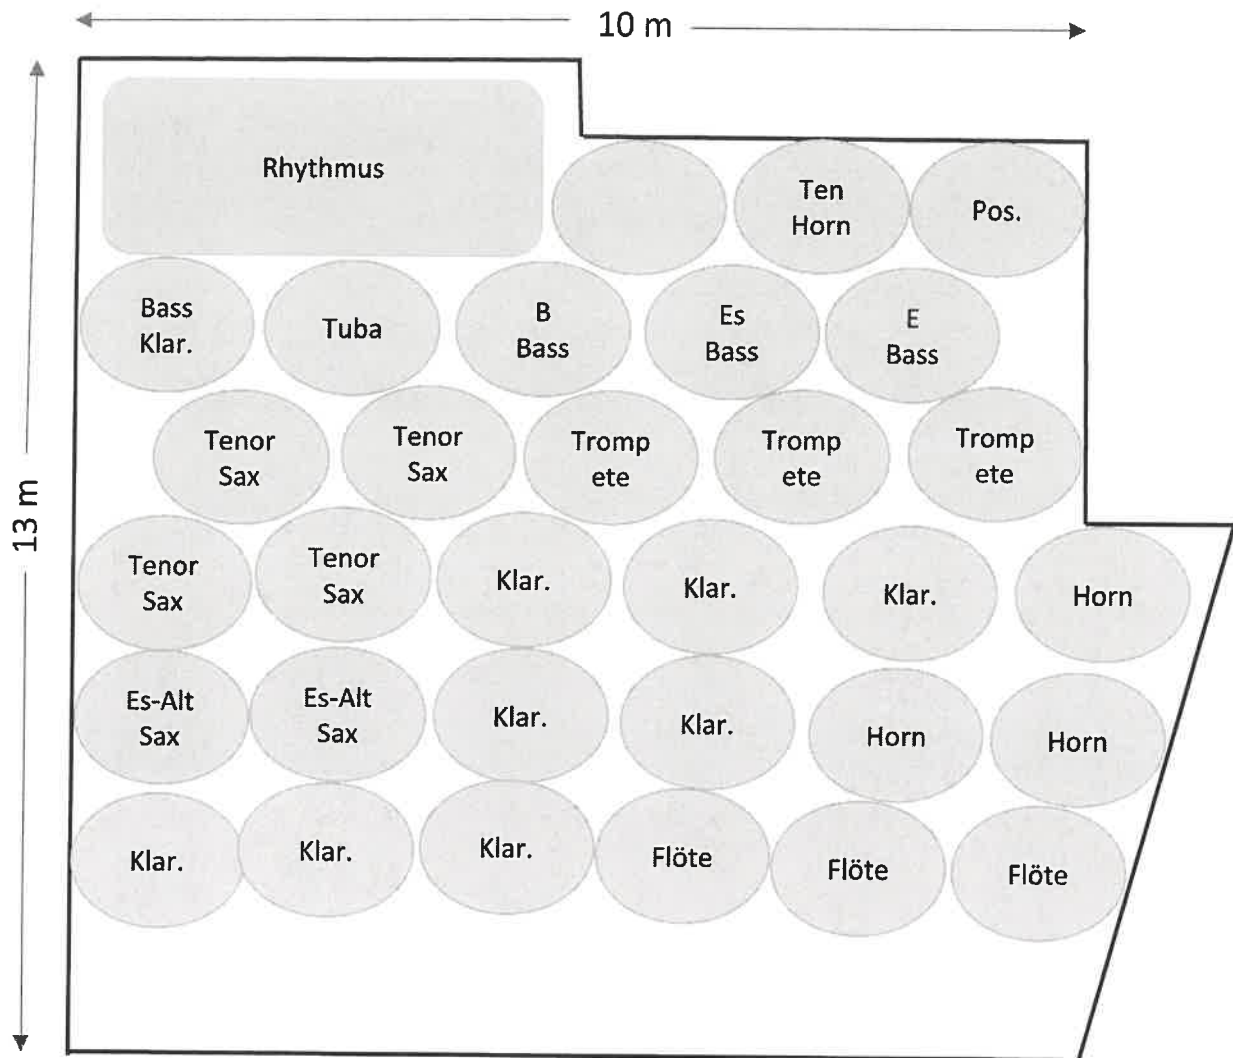 10 m
13 m
Rhythmus
Ten
Horn
Pos.
Bass
Klar.
Tuba
B
Bass
Es
Bass
E
Bass
Tenor
Sax
Tenor
Sax
Tromp
ete
Tromp
ete
Tromp
ete
Tenor
Sax
Tenor
Sax
Klar.
Klar.
Klar.
Horn
Es-Alt
Sax
Es-Alt
Sax
Klar.
Klar.
Horn
Horn
Klar.
Klar.
Klar.
Flöte
Flöte
Flöte